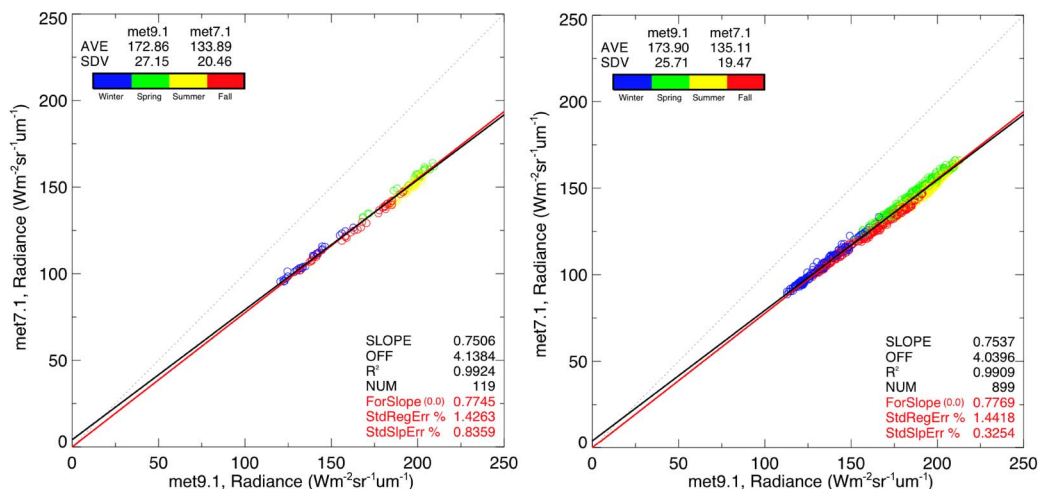 250
200
150
100
50
0
met7.1, Radiance (Wm⁻²sr⁻¹um⁻¹)
met9.1 met7.1
AVE 172.86 133.89
SDV 27.15 20.46
Winter Spring Summer Fall
SLOPE 0.7506
OFF 4.1384
R² 0.9924
NUM 119
ForSlope (0.0) 0.7745
StdRegErr % 1.4263
StdSlpErr % 0.8359
0 50 100 150 200 250
met9.1, Radiance (Wm⁻²sr⁻¹um⁻¹)
250
200
150
100
50
0
met7.1, Radiance (Wm⁻²sr⁻¹um⁻¹)
met9.1 met7.1
AVE 173.90 135.11
SDV 25.71 19.47
Winter Spring Summer Fall
SLOPE 0.7537
OFF 4.0396
R² 0.9909
NUM 899
ForSlope (0.0) 0.7769
StdRegErr % 1.4418
StdSlpErr % 0.3254
0 50 100 150 200 250
met9.1, Radiance (Wm⁻²sr⁻¹um⁻¹)